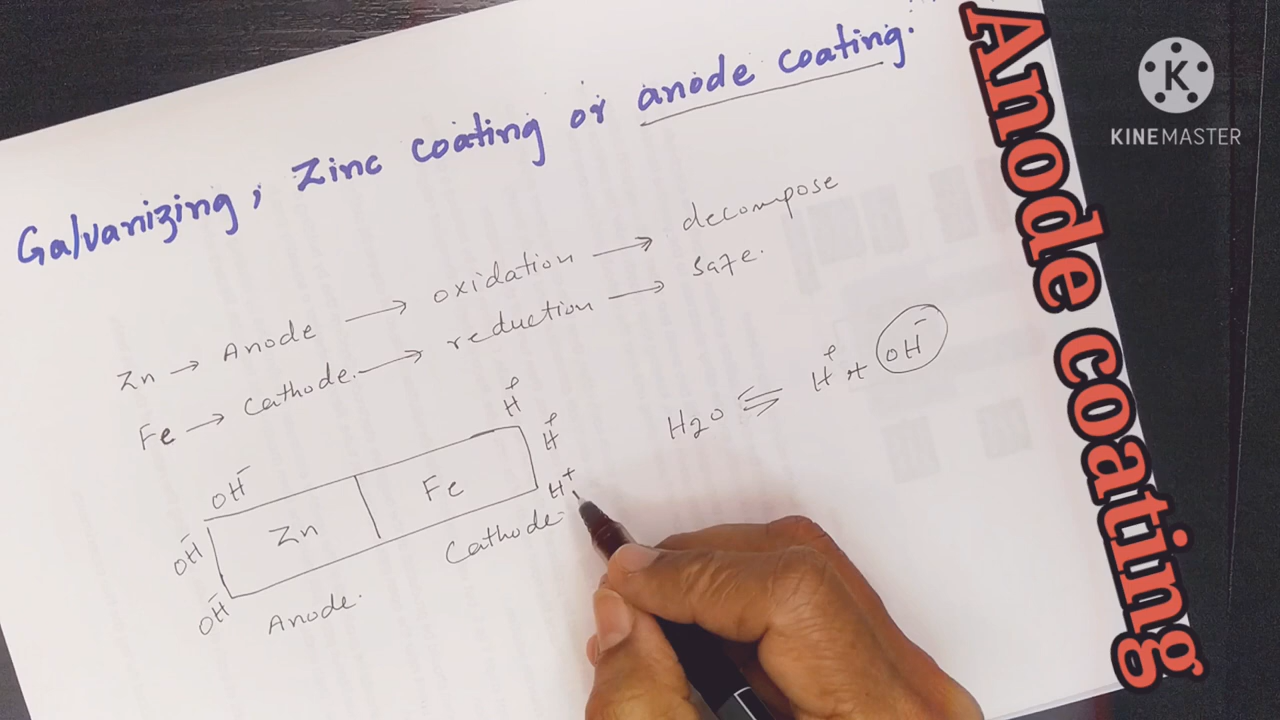 Galvanizing, Zinc coating or anode coating.
Zn → Anode → oxidation → decompose
Fe → Cathode. → reduction → safe.
H2O ⇌ H+ + OH-
OH-
OH-
OH-
Zn
Fe
H+
H+
H+
Anode.
Cathode.
Anode coating
K
KINEMASTER